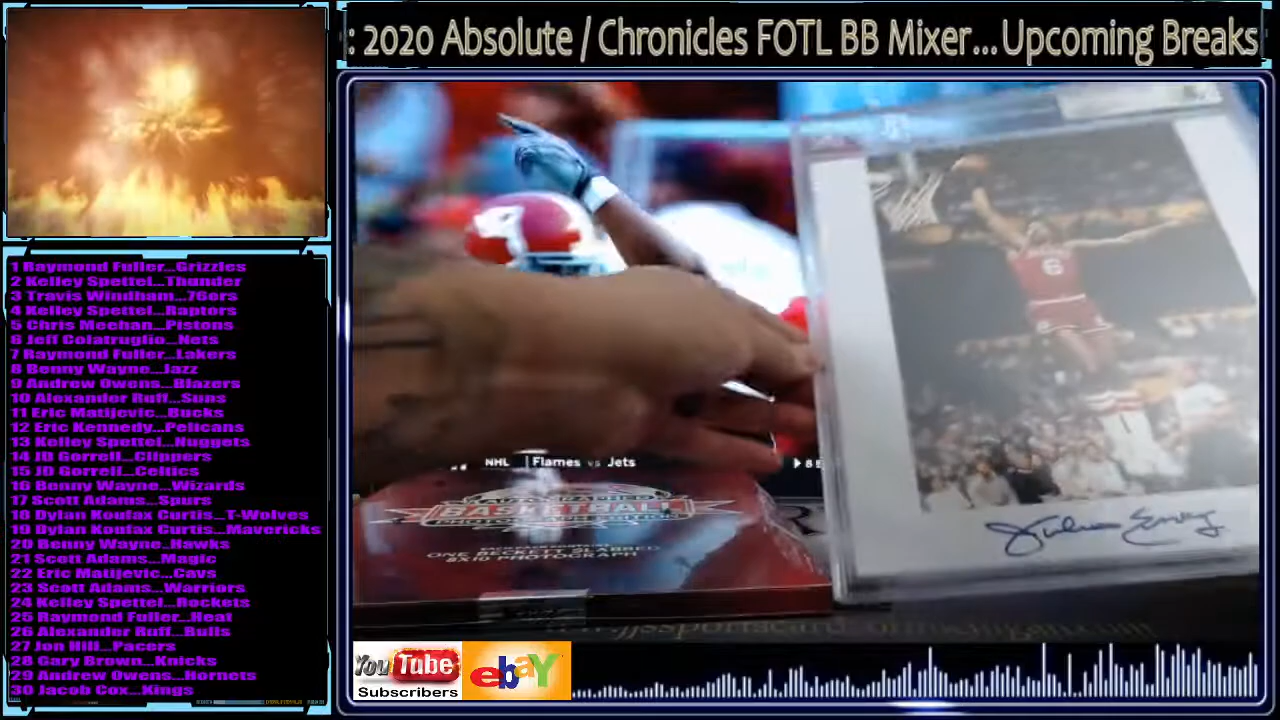 : 2020 Absolute / Chronicles FOTL BB Mixer...Upcoming Breaks
1 Raymond Fuller...Grizzles
2 Kelley Spettel...Thunder
3 Travis Windham...76ers
4 Kelley Spettel...Raptors
5 Chris Meehan...Pistons
6 Jeff Colatruglio...Nets
7 Raymond Fuller...Lakers
8 Benny Wayne...Jazz
9 Andrew Owens...Blazers
10 Alexander Ruff...Suns
11 Eric Matijevic...Bucks
12 Eric Kennedy...Pelicans
13 Kelley Spettel...Nuggets
14 JD Gorrell...Clippers
15 JD Gorrell...Celtics
16 Benny Wayne...Wizards
17 Scott Adams...Spurs
18 Dylan Koufax Curtis...T-Wolves
19 Dylan Koufax Curtis...Mavericks
20 Benny Wayne...Hawks
21 Scott Adams...Magic
22 Eric Matijevic...Cavs
23 Scott Adams...Warriors
24 Kelley Spettel...Rockets
25 Raymond Fuller...Heat
26 Alexander Ruff...Bulls
27 Jon Hill...Pacers
28 Gary Brown...Knicks
29 Andrew Owens...Hornets
30 Jacob Cox...Kings
6
NHL Flames vs Jets
AUTOGRAPHED
BASKETBALL
PHOTOGRAPH EDITION
ONE BECKETT SLABBED
8X10 PHOTOGRAPH
Julius Erving
YouTube
Subscribers
ebay